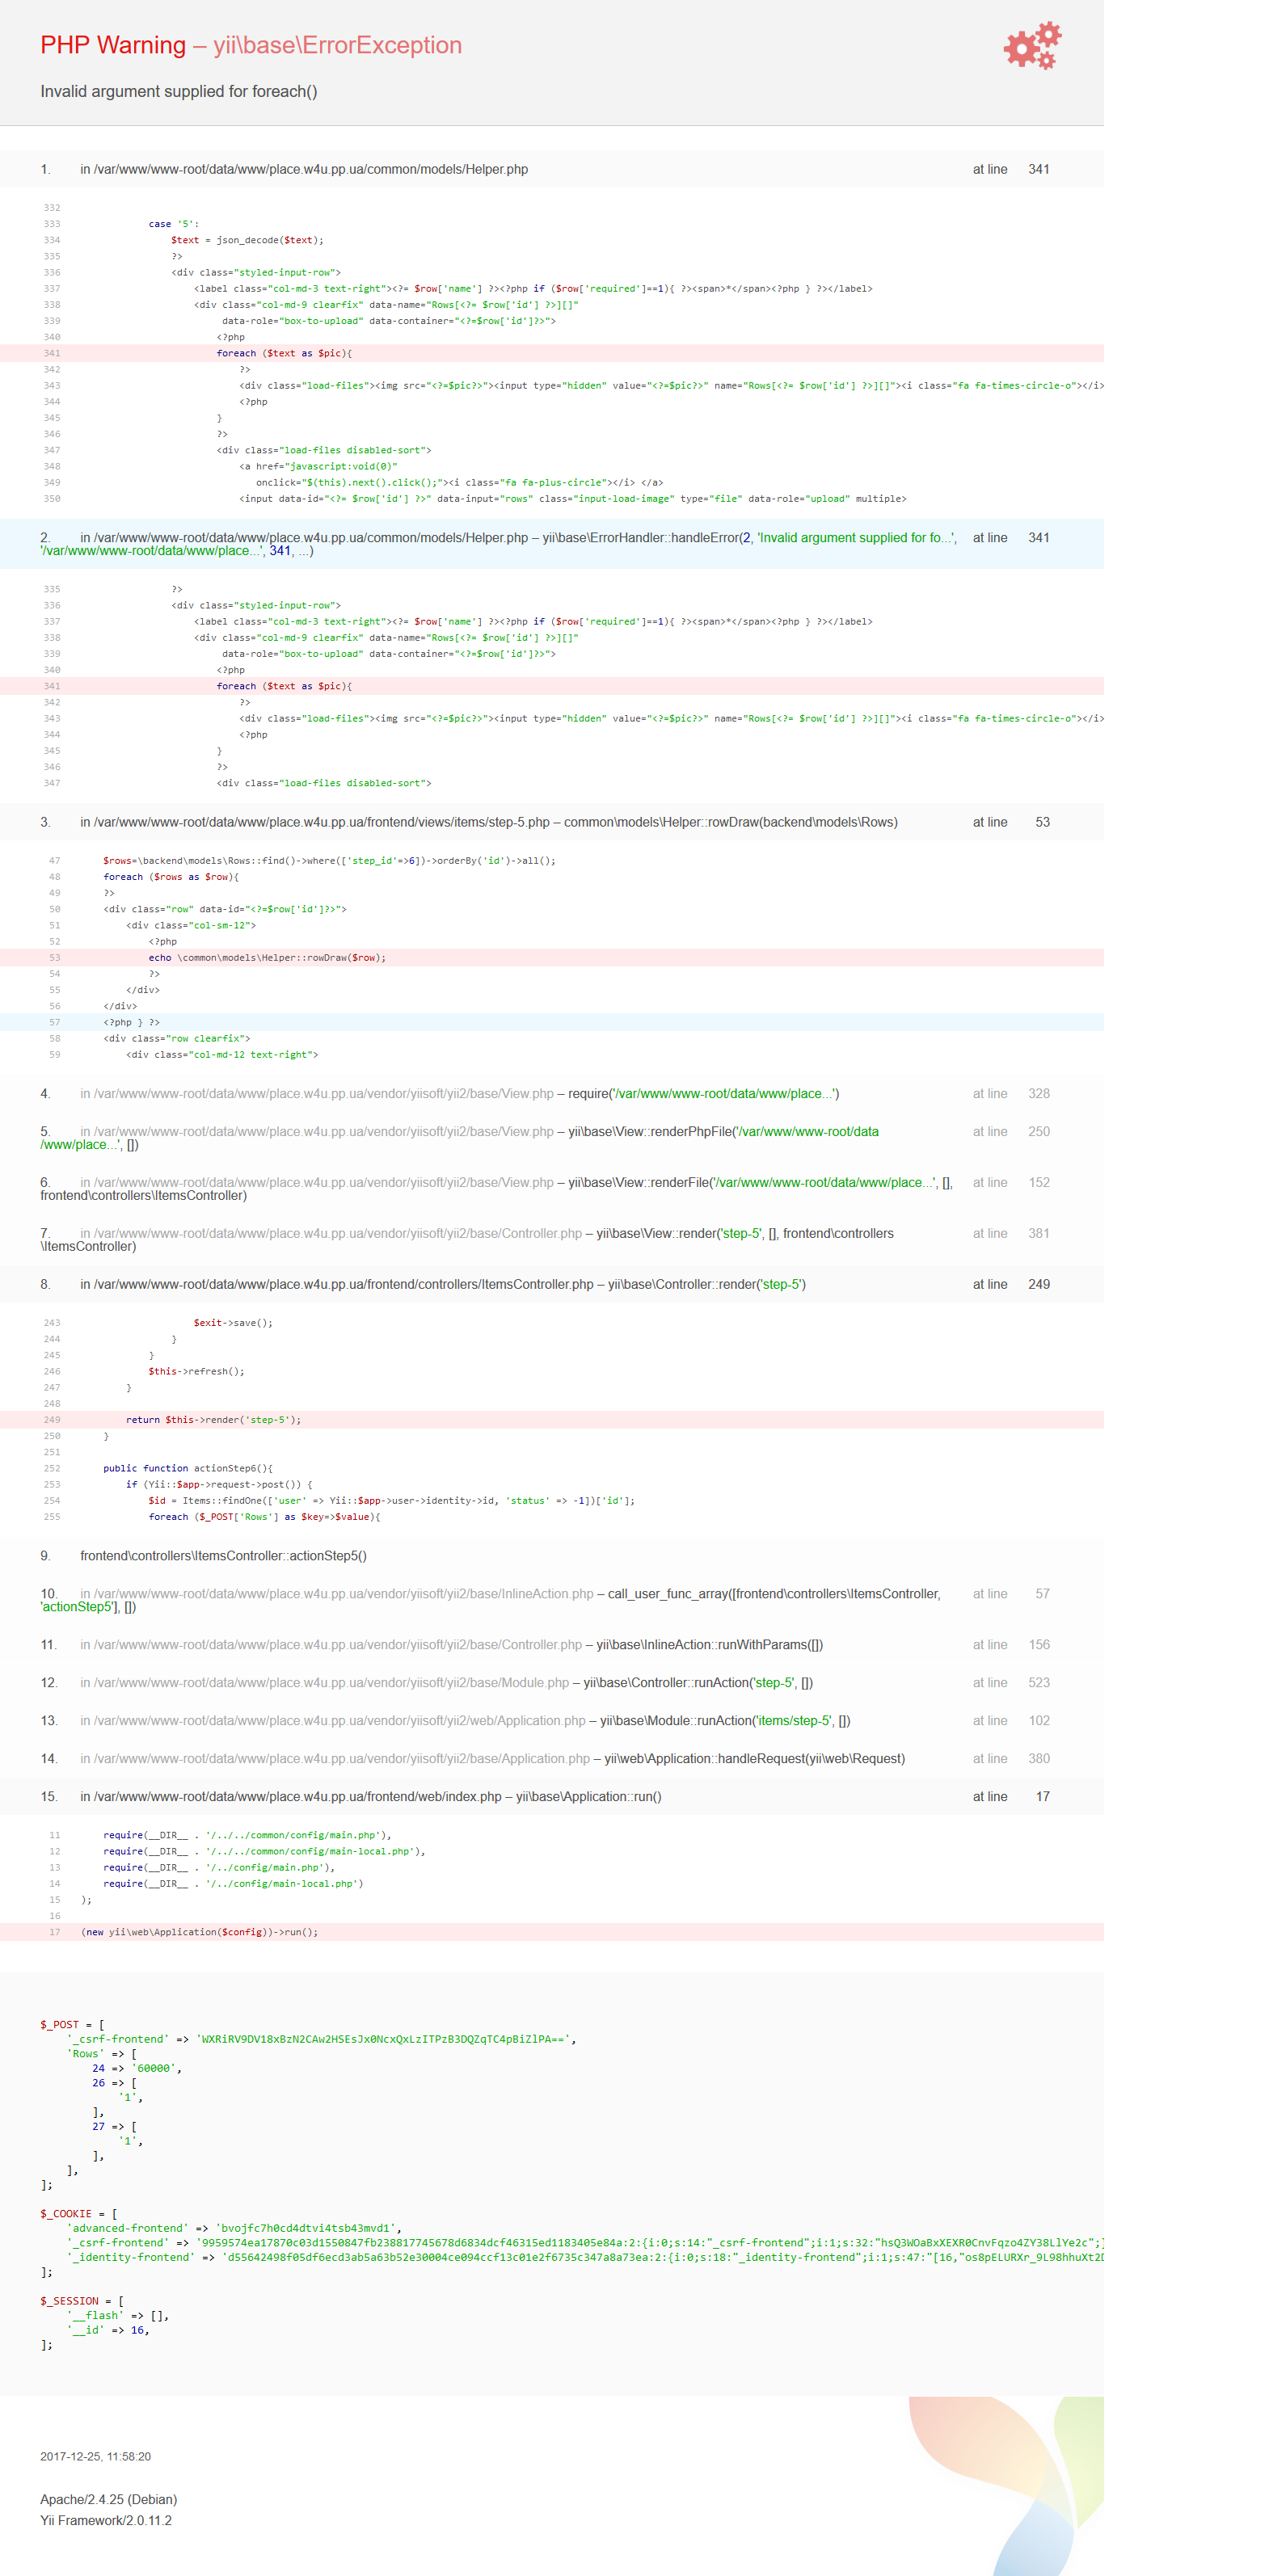 PHP Warning – yii\base\ErrorException
Invalid argument supplied for foreach()
1. in /var/www/www-root/data/www/place.w4u.pp.ua/common/models/Helper.php at line 341
332
333 case '5':
334 $text = json_decode($text);
335 ?>
336 <div class="styled-input-row">
337 <label class="col-md-3 text-right"><?= $row['name'] ?><?php if ($row['required']==1){ ?><span>*</span><?php } ?></label>
338 <div class="col-md-9 clearfix" data-name="Rows[<?= $row['id'] ?>][]"
339 data-role="box-to-upload" data-container="<?=$row['id']?>">
340 <?php
341 foreach ($text as $pic){
342 ?>
343 <div class="load-files"><img src="<?=$pic?>"><input type="hidden" value="<?=$pic?>" name="Rows[<?= $row['id'] ?>][]"><i class="fa fa-times-circle-o"></i>
344 <?php
345 }
346 ?>
347 <div class="load-files disabled-sort">
348 <a href="javascript:void(0)"
349 onclick="$(this).next().click();"><i class="fa fa-plus-circle"></i> </a>
350 <input data-id="<?= $row['id'] ?>" data-input="rows" class="input-load-image" type="file" data-role="upload" multiple>
2. in /var/www/www-root/data/www/place.w4u.pp.ua/common/models/Helper.php – yii\base\ErrorHandler::handleError(2, 'Invalid argument supplied for fo...', at line 341
'/var/www/www-root/data/www/place...', 341, ...)
335 ?>
336 <div class="styled-input-row">
337 <label class="col-md-3 text-right"><?= $row['name'] ?><?php if ($row['required']==1){ ?><span>*</span><?php } ?></label>
338 <div class="col-md-9 clearfix" data-name="Rows[<?= $row['id'] ?>][]"
339 data-role="box-to-upload" data-container="<?=$row['id']?>">
340 <?php
341 foreach ($text as $pic){
342 ?>
343 <div class="load-files"><img src="<?=$pic?>"><input type="hidden" value="<?=$pic?>" name="Rows[<?= $row['id'] ?>][]"><i class="fa fa-times-circle-o"></i>
344 <?php
345 }
346 ?>
347 <div class="load-files disabled-sort">
3. in /var/www/www-root/data/www/place.w4u.pp.ua/frontend/views/items/step-5.php – common\models\Helper::rowDraw(backend\models\Rows) at line 53
47 $rows=\backend\models\Rows::find()->where(['step_id'=>6])->orderBy('id')->all();
48 foreach ($rows as $row){
49 ?>
50 <div class="row" data-id="<?=$row['id']?>">
51 <div class="col-sm-12">
52 <?php
53 echo \common\models\Helper::rowDraw($row);
54 ?>
55 </div>
56 </div>
57 <?php } ?>
58 <div class="row clearfix">
59 <div class="col-md-12 text-right">
4. in /var/www/www-root/data/www/place.w4u.pp.ua/vendor/yiisoft/yii2/base/View.php – require('/var/www/www-root/data/www/place...') at line 328
5. in /var/www/www-root/data/www/place.w4u.pp.ua/vendor/yiisoft/yii2/base/View.php – yii\base\View::renderPhpFile('/var/www/www-root/data at line 250
/www/place...', [])
6. in /var/www/www-root/data/www/place.w4u.pp.ua/vendor/yiisoft/yii2/base/View.php – yii\base\View::renderFile('/var/www/www-root/data/www/place...', [], at line 152
frontend\controllers\ItemsController)
7. in /var/www/www-root/data/www/place.w4u.pp.ua/vendor/yiisoft/yii2/base/Controller.php – yii\base\View::render('step-5', [], frontend\controllers at line 381
\ItemsController)
8. in /var/www/www-root/data/www/place.w4u.pp.ua/frontend/controllers/ItemsController.php – yii\base\Controller::render('step-5') at line 249
243 $exit->save();
244 }
245 }
246 $this->refresh();
247 }
248
249 return $this->render('step-5');
250 }
251
252 public function actionStep6(){
253 if (Yii::$app->request->post()) {
254 $id = Items::findOne(['user' => Yii::$app->user->identity->id, 'status' => -1])['id'];
255 foreach ($_POST['Rows'] as $key=>$value){
9. frontend\controllers\ItemsController::actionStep5()
10. in /var/www/www-root/data/www/place.w4u.pp.ua/vendor/yiisoft/yii2/base/InlineAction.php – call_user_func_array([frontend\controllers\ItemsController, at line 57
'actionStep5'], [])
11. in /var/www/www-root/data/www/place.w4u.pp.ua/vendor/yiisoft/yii2/base/Controller.php – yii\base\InlineAction::runWithParams([]) at line 156
12. in /var/www/www-root/data/www/place.w4u.pp.ua/vendor/yiisoft/yii2/base/Module.php – yii\base\Controller::runAction('step-5', []) at line 523
13. in /var/www/www-root/data/www/place.w4u.pp.ua/vendor/yiisoft/yii2/web/Application.php – yii\base\Module::runAction('items/step-5', []) at line 102
14. in /var/www/www-root/data/www/place.w4u.pp.ua/vendor/yiisoft/yii2/base/Application.php – yii\web\Application::handleRequest(yii\web\Request) at line 380
15. in /var/www/www-root/data/www/place.w4u.pp.ua/frontend/web/index.php – yii\base\Application::run() at line 17
11 require(__DIR__ . '/../../common/config/main.php'),
12 require(__DIR__ . '/../../common/config/main-local.php'),
13 require(__DIR__ . '/../config/main.php'),
14 require(__DIR__ . '/../config/main-local.php')
15 );
16
17 (new yii\web\Application($config))->run();
$_POST = [
'_csrf-frontend' => 'WXRiRV9DV18xBzN2CAw2HSEsJx0NcxQxLzITPzB3DQZqTC4pBiZlPA==',
'Rows' => [
24 => '60000',
26 => [
'1',
],
27 => [
'1',
],
],
];
$_COOKIE = [
'advanced-frontend' => 'bvojfc7h0cd4dtvi4tsb43mvd1',
'_csrf-frontend' => '9959574ea17870c03d1550847fb238817745678d6834dcf46315ed1183405e84a:2:{i:0;s:14:"_csrf-frontend";i:1;s:32:"hsQ3WOaBxXEXR0CnvFqzo4ZY38LlYe2c";}
'_identity-frontend' => 'd55642498f05df6ecd3ab5a63b52e30004ce094ccf13c01e2f6735c347a8a73ea:2:{i:0;s:18:"_identity-frontend";i:1;s:47:"[16,"os8pELURXr_9L98hhuXt2D
];
$_SESSION = [
'__flash' => [],
'__id' => 16,
];
2017-12-25, 11:58:20
Apache/2.4.25 (Debian)
Yii Framework/2.0.11.2